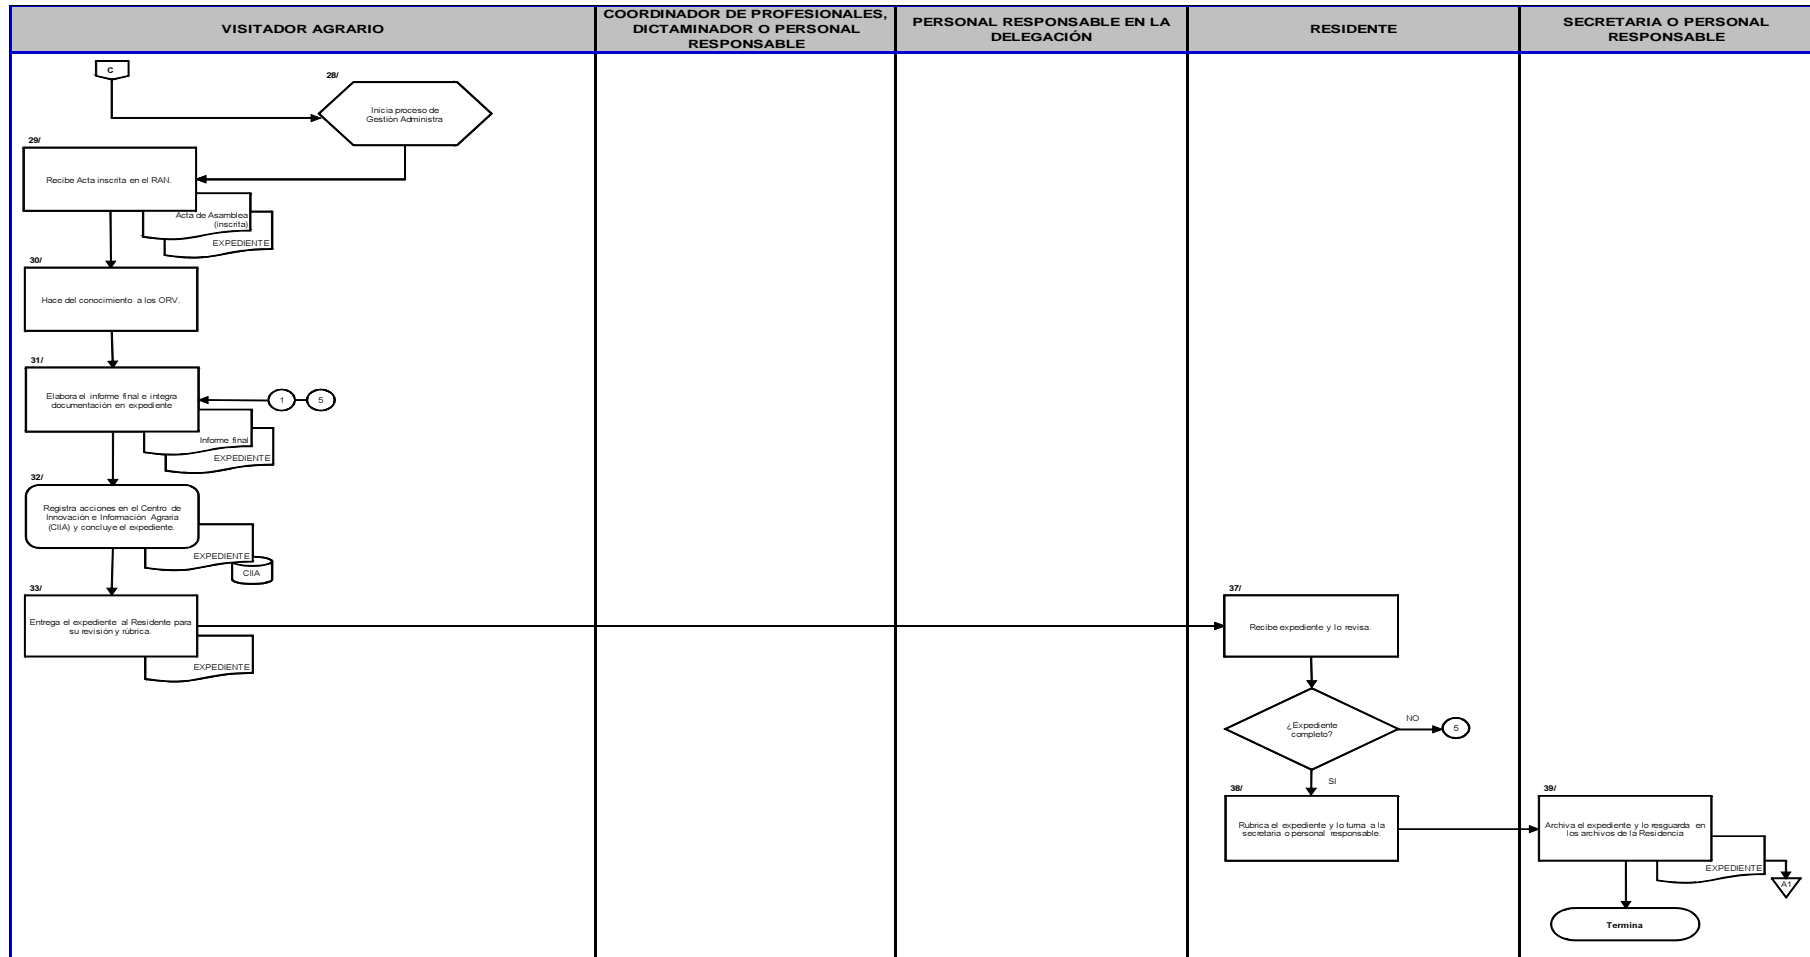 VISITADOR AGRARIO
COORDINADOR DE PROFESIONALES,
DICTAMINADOR O PERSONAL
RESPONSABLE
PERSONAL RESPONSABLE EN LA
DELEGACIÓN
RESIDENTE
SECRETARIA O PERSONAL
RESPONSABLE
C
28/
Inicia proceso de
Gestión Administra
29/
Recibe Acta inscrita en el RAN.
Acta de Asamblea
(inscrita)
EXPEDIENTE
30/
Hace del conocimiento a los ORV.
31/
Elabora el informe final e integra
documentación en expediente
1
5
Informe final
EXPEDIENTE
32/
Registra acciones en el Centro de
Innovación e Información Agraria
(CIIA) y concluye el expediente.
EXPEDIENTE
CIIA
33/
Entrega el expediente al Residente para
su revisión y rúbrica.
EXPEDIENTE
37/
Recibe expediente y lo revisa.
¿Expediente
completo?
NO
5
SI
38/
Rubrica el expediente y lo turna a la
secretaria o personal responsable.
39/
Archiva el expediente y lo resguarda en
los archivos de la Residencia
EXPEDIENTE
A1
Termina